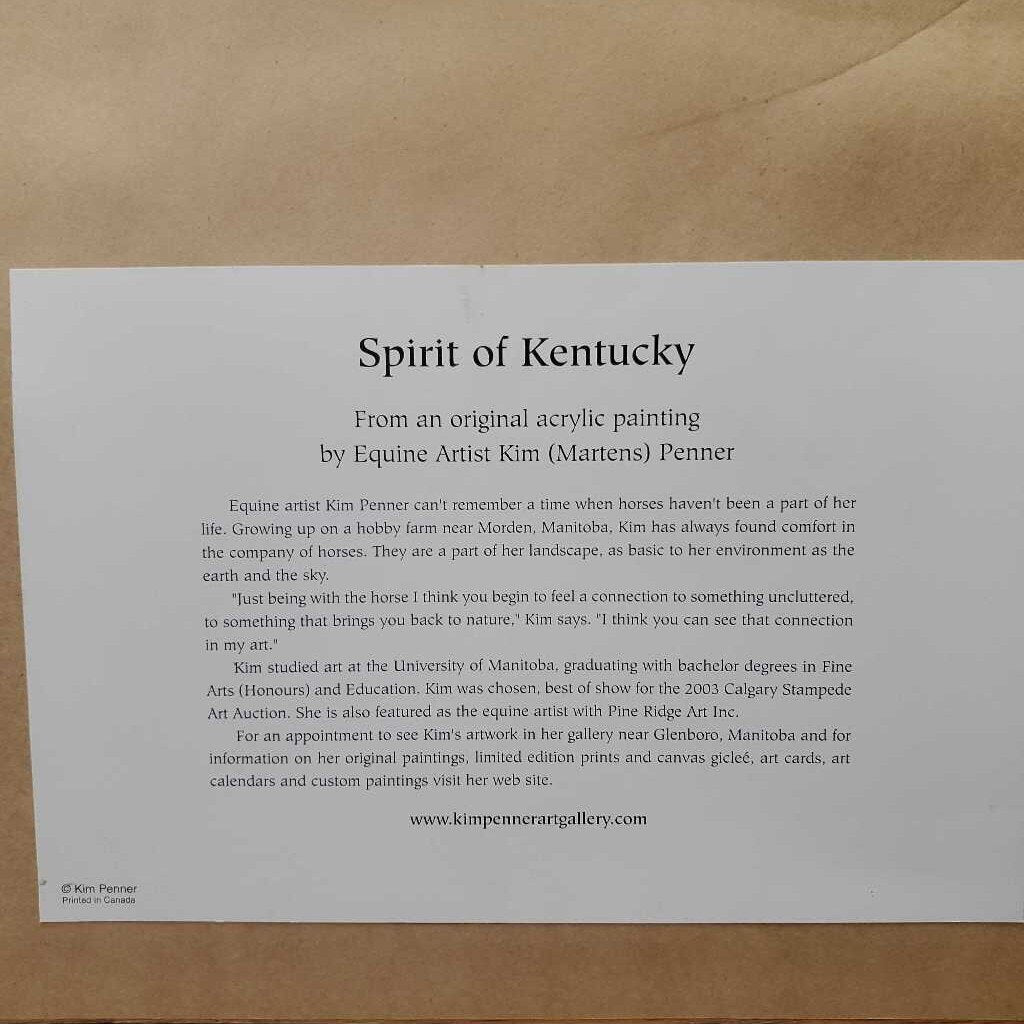 Spirit of Kentucky
From an original acrylic painting
by Equine Artist Kim (Martens) Penner
Equine artist Kim Penner can't remember a time when horses haven't been a part of her
life. Growing up on a hobby farm near Morden, Manitoba, Kim has always found comfort in
the company of horses. They are a part of her landscape, as basic to her environment as the
earth and the sky.
"Just being with the horse I think you begin to feel a connection to something uncluttered,
to something that brings you back to nature," Kim says. "I think you can see that connection
in my art."
Kim studied art at the University of Manitoba, graduating with bachelor degrees in Fine
Arts (Honours) and Education. Kim was chosen, best of show for the 2003 Calgary Stampede
Art Auction. She is also featured as the equine artist with Pine Ridge Art Inc.
For an appointment to see Kim's artwork in her gallery near Glenboro, Manitoba and for
information on her original paintings, limited edition prints and canvas gicleé, art cards, art
calendars and custom paintings visit her web site.
www.kimpennerartgallery.com
© Kim Penner
Printed in Canada